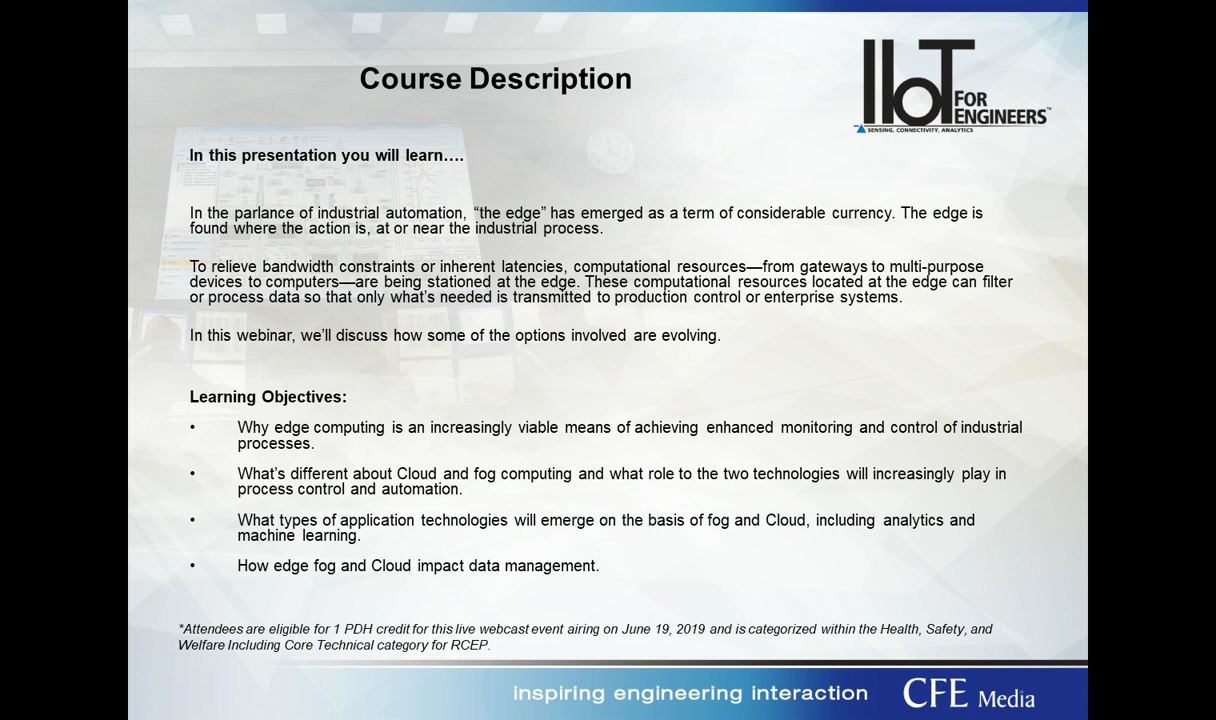 Course Description
IIoT FOR ENGINEERS™
SENSING, CONNECTIVITY, ANALYTICS
In this presentation you will learn….
In the parlance of industrial automation, “the edge” has emerged as a term of considerable currency. The edge is
found where the action is, at or near the industrial process.
To relieve bandwidth constraints or inherent latencies, computational resources—from gateways to multi-purpose
devices to computers—are being stationed at the edge. These computational resources located at the edge can filter
or process data so that only what’s needed is transmitted to production control or enterprise systems.
In this webinar, we’ll discuss how some of the options involved are evolving.
Learning Objectives:
• Why edge computing is an increasingly viable means of achieving enhanced monitoring and control of industrial
processes.
• What’s different about Cloud and fog computing and what role to the two technologies will increasingly play in
process control and automation.
• What types of application technologies will emerge on the basis of fog and Cloud, including analytics and
machine learning.
• How edge fog and Cloud impact data management.
*Attendees are eligible for 1 PDH credit for this live webcast event airing on June 19, 2019 and is categorized within the Health, Safety, and
Welfare Including Core Technical category for RCEP.
inspiring engineering interaction
CFE Media